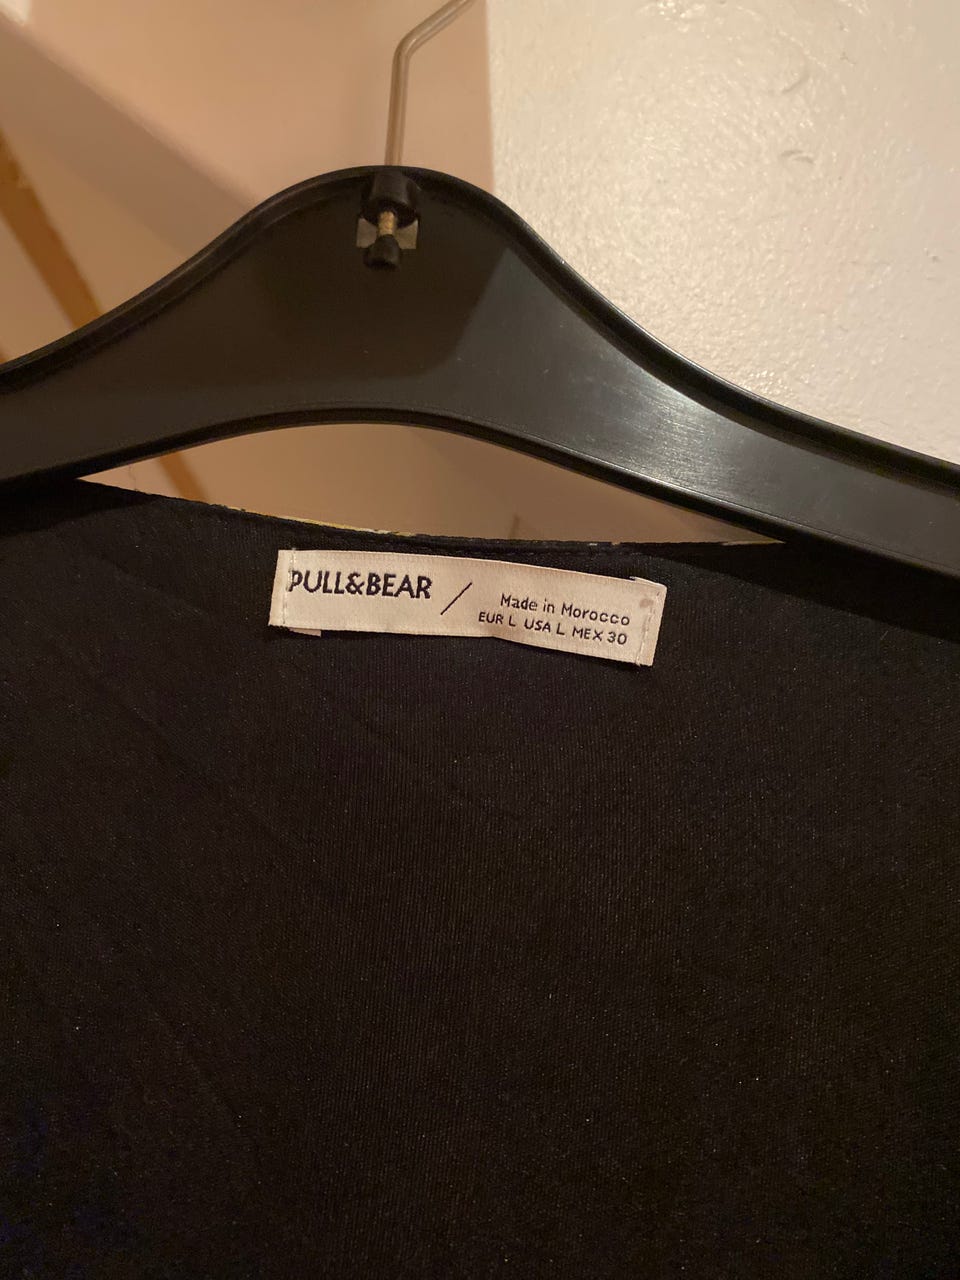 PULL&BEAR /
Made in Morocco
EUR L USA L MEX 30